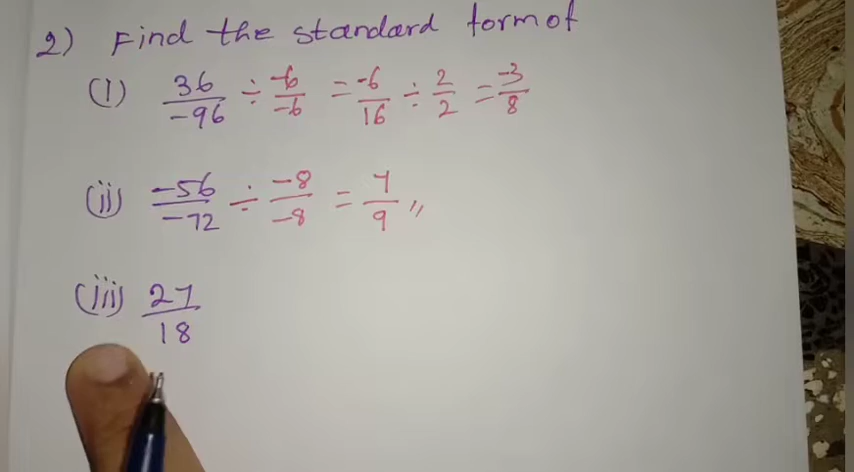 2) Find the standard form of
(i) 36/-96 ÷ -6/-6 = -6/16 ÷ 2/2 = -3/8
(ii) -56/-72 ÷ -8/-8 = 7/9 ,,
(iii) 27/18